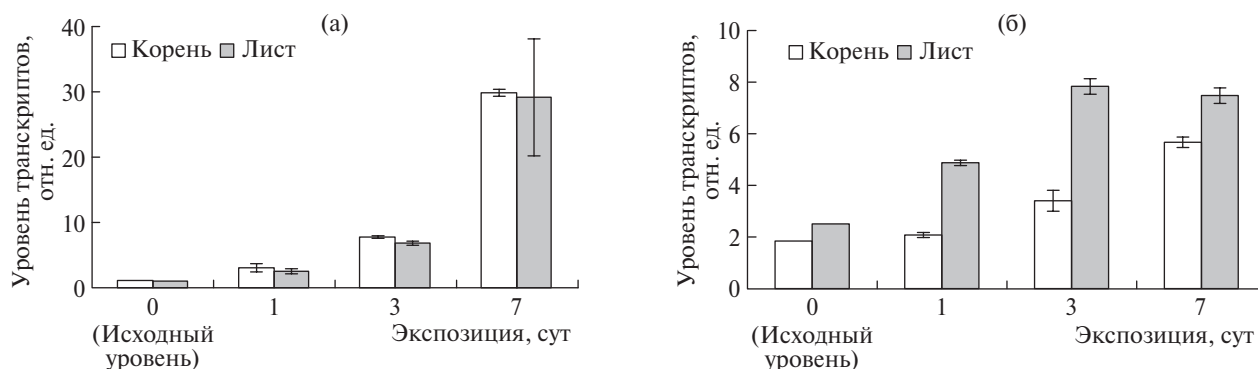 (а)
Уровень транскриптов,
отн. ед.
40
30
20
10
0
Корень
Лист
0
1
3
7
(Исходный
уровень)
Экспозиция, сут
(б)
Уровень транскриптов,
отн. ед.
10
8
6
4
2
0
Корень
Лист
0
1
3
7
(Исходный
уровень)
Экспозиция, сут